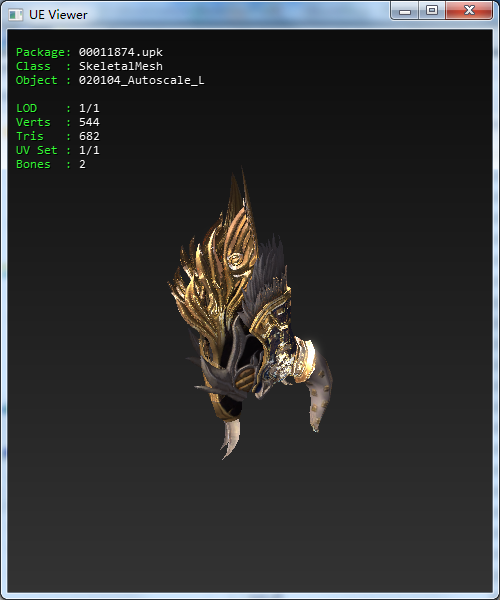 UE Viewer
Package: 00011874.upk
Class : SkeletalMesh
Object : 020104_Autoscale_L
LOD : 1/1
Verts : 544
Tris : 682
UV Set : 1/1
Bones : 2